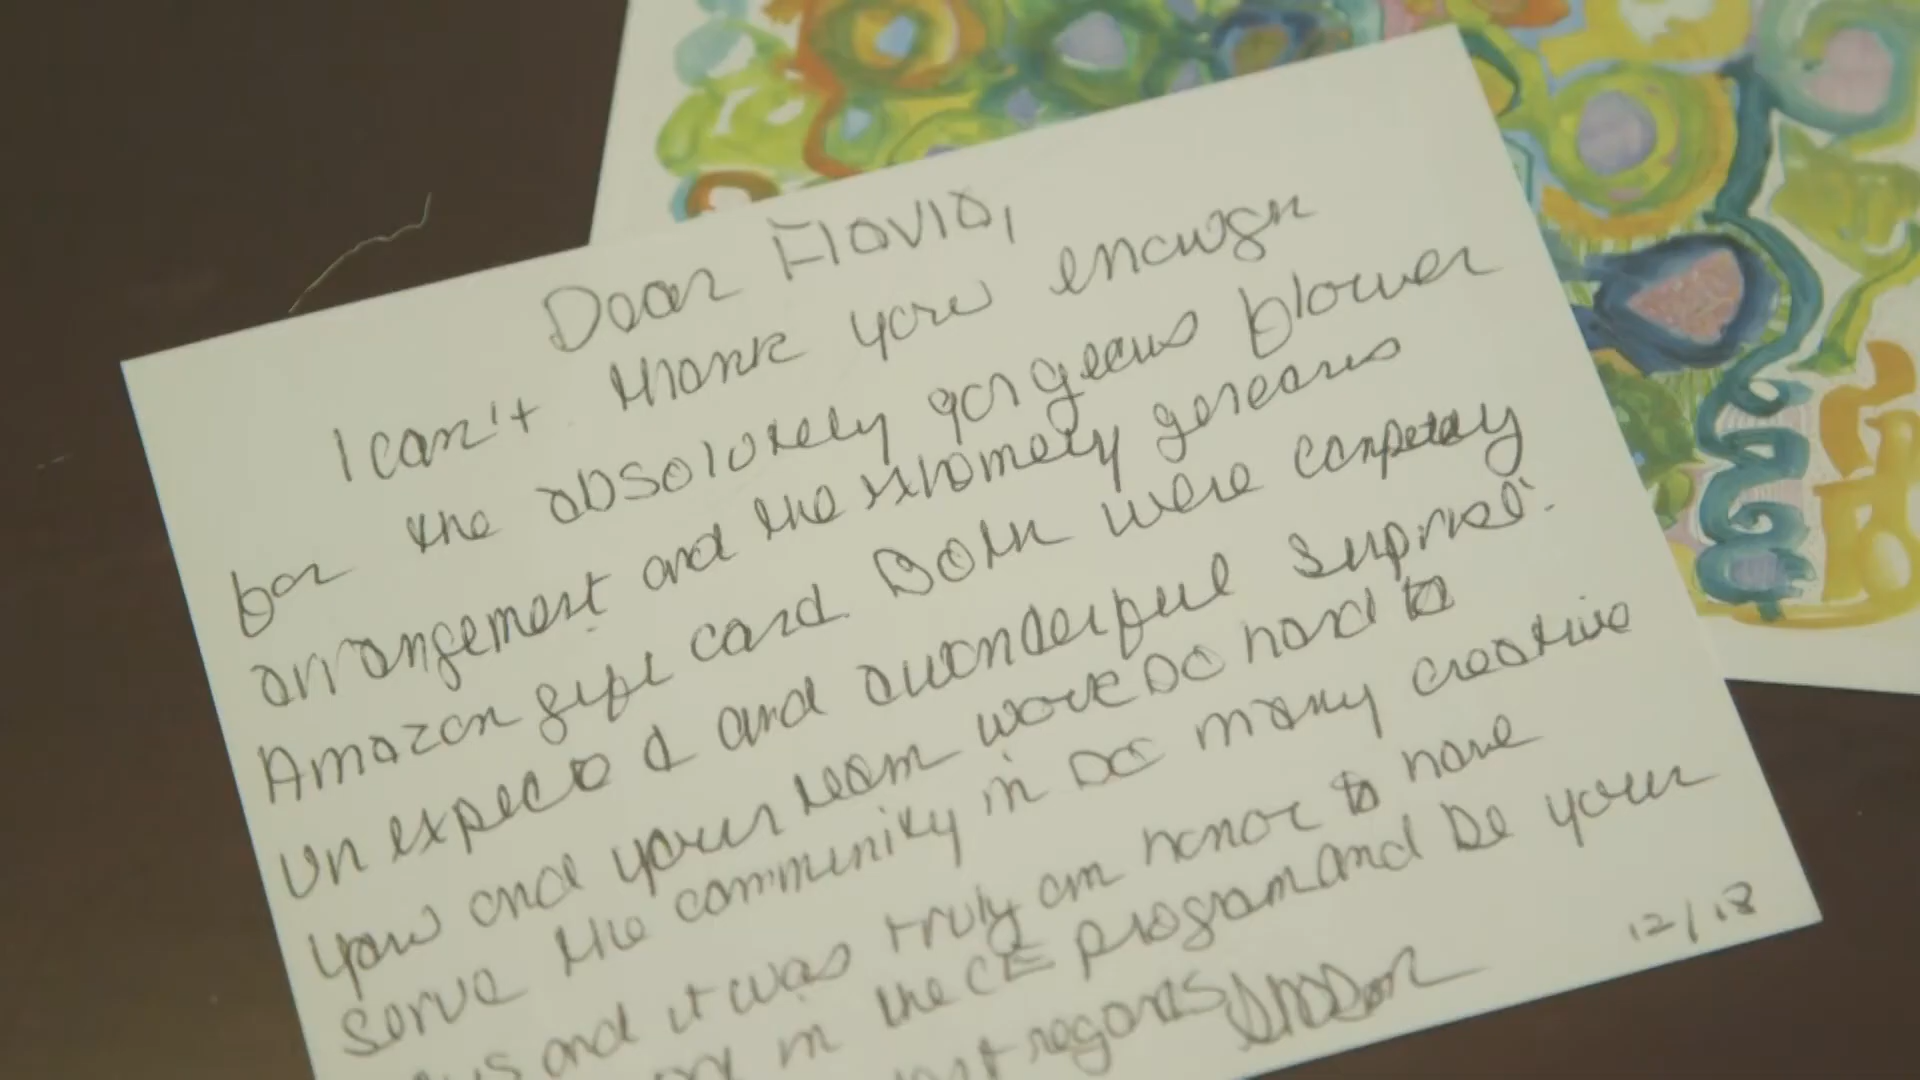 Dear Flavia,
I can't thank you enough
for the absolutely gorgeous flower
arrangement and the extremely generous
Amazon gift card. Both were completely
unexpected and a wonderful suprise.
You and your team work so hard to
serve the community in so many creative
and it was truly an honor to have
in the CE program and be your
regards
12/18